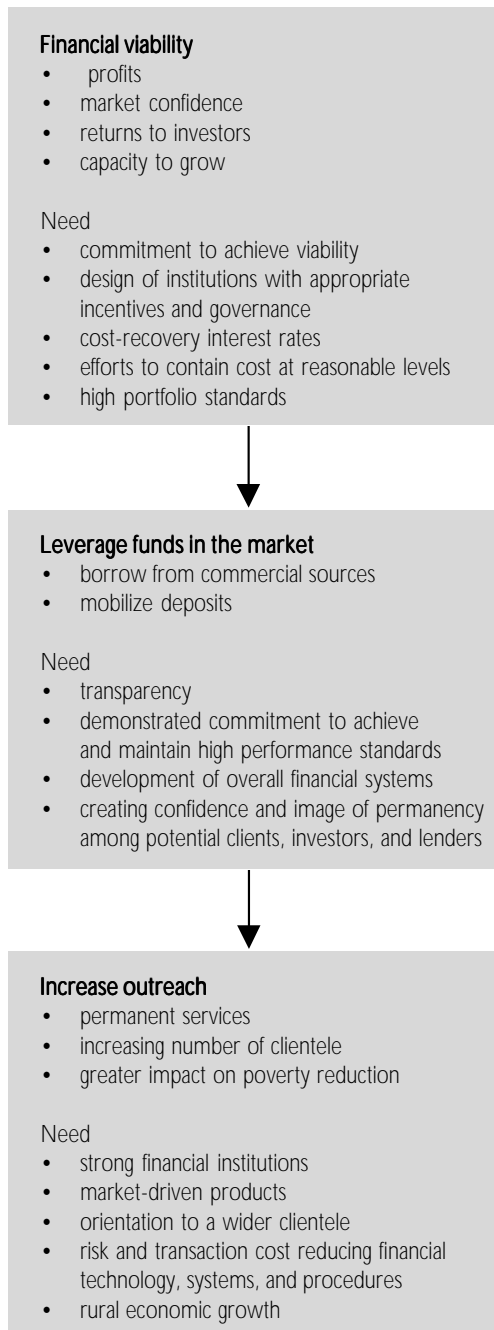 Financial viability
• profits
• market confidence
• returns to investors
• capacity to grow
Need
• commitment to achieve viability
• design of institutions with appropriate
incentives and governance
• cost-recovery interest rates
• efforts to contain cost at reasonable levels
• high portfolio standards
Leverage funds in the market
• borrow from commercial sources
• mobilize deposits
Need
• transparency
• demonstrated commitment to achieve
and maintain high performance standards
• development of overall financial systems
• creating confidence and image of permanency
among potential clients, investors, and lenders
Increase outreach
• permanent services
• increasing number of clientele
• greater impact on poverty reduction
Need
• strong financial institutions
• market-driven products
• orientation to a wider clientele
• risk and transaction cost reducing financial
technology, systems, and procedures
• rural economic growth